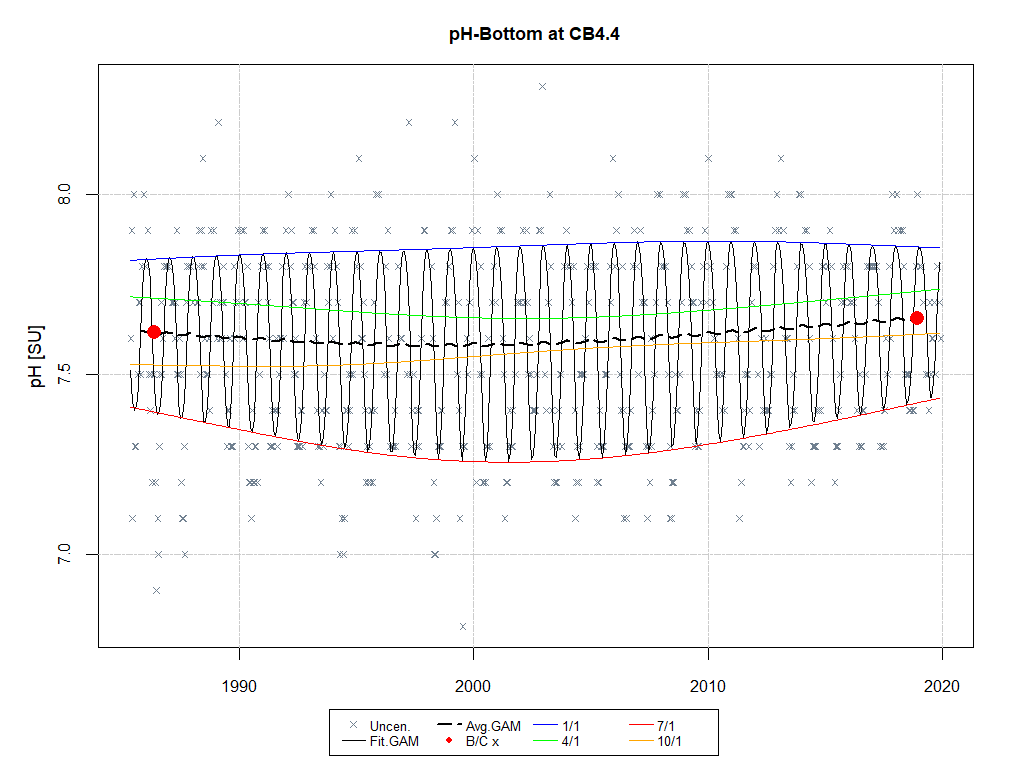 pH-Bottom at CB4.4
pH [SU]
8.0
7.5
7.0
1990 2000 2010 2020
Uncen. Avg.GAM 1/1 7/1
Fit.GAM B/C x 4/1 10/1